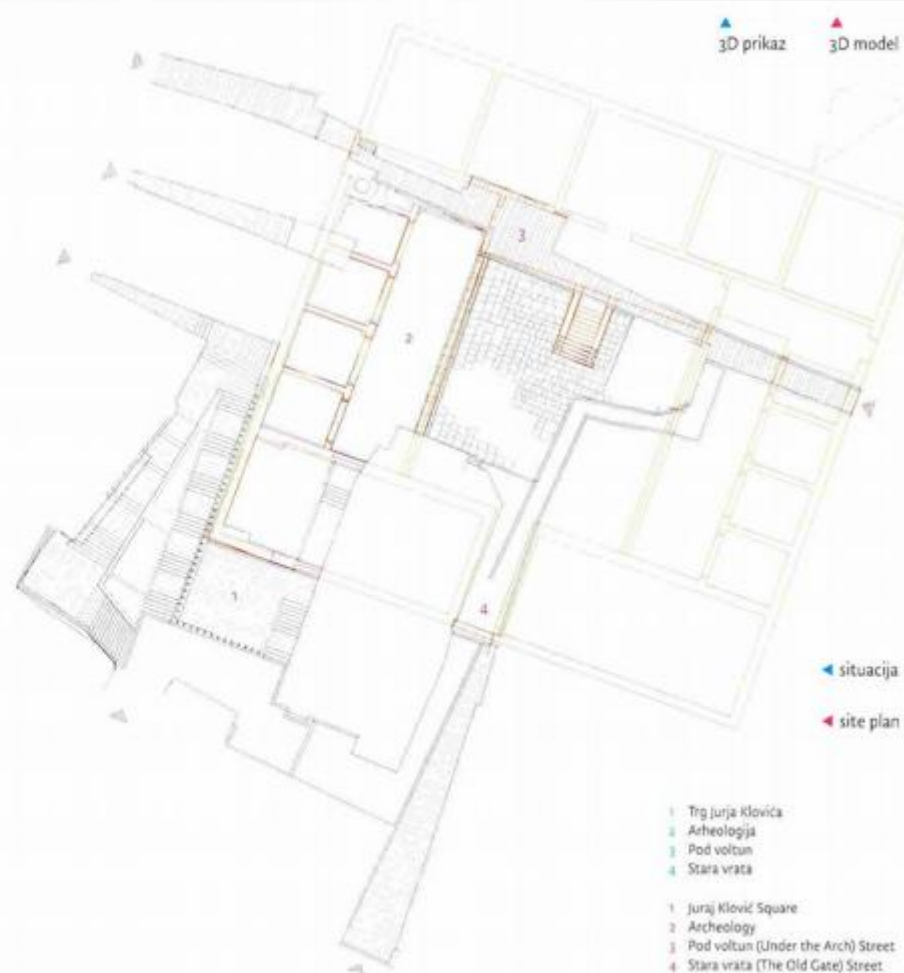 3D prikaz
3D model
3
2
1
4
situacija
site plan
1 Trg Jurja Klovića
2 Arheologija
3 Pod voltun
4 Stara vrata
1 Juraj Klović Square
2 Archeology
3 Pod voltun (Under the Arch) Street
4 Stara vrata (The Old Gate) Street